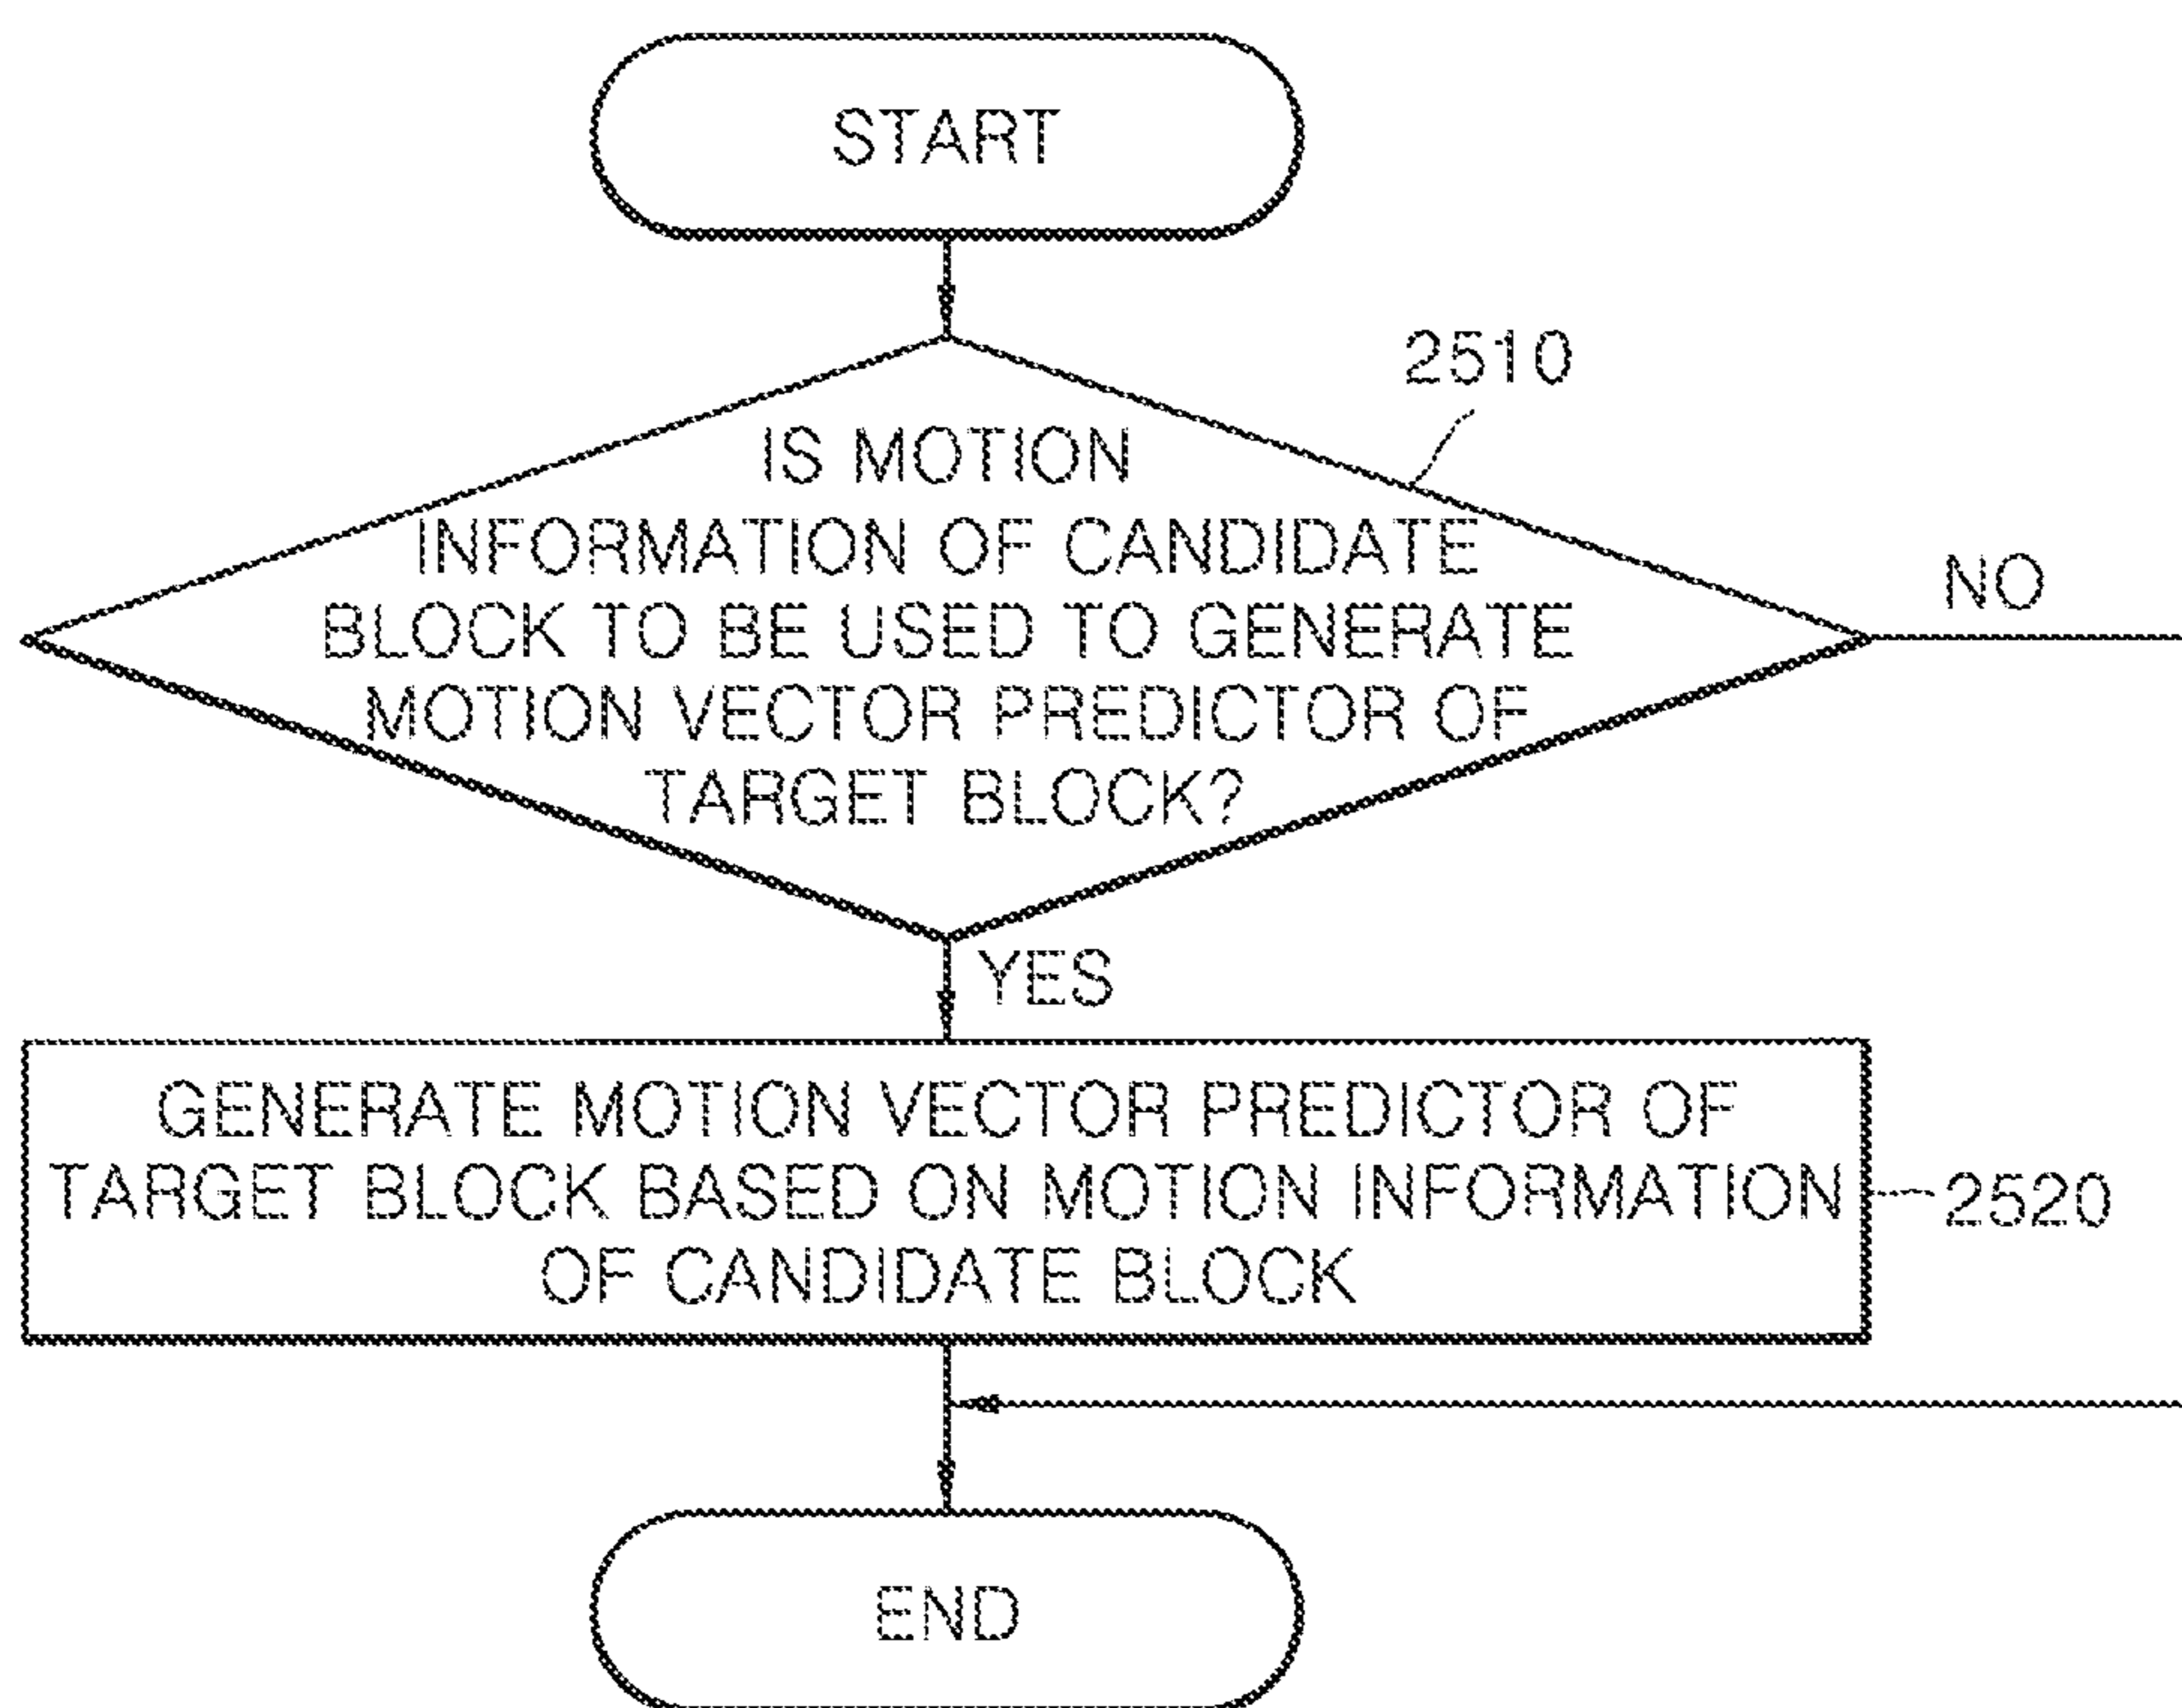 START
2510
IS MOTION
INFORMATION OF CANDIDATE
BLOCK TO BE USED TO GENERATE
MOTION VECTOR PREDICTOR OF
TARGET BLOCK?
NO
YES
GENERATE MOTION VECTOR PREDICTOR OF
TARGET BLOCK BASED ON MOTION INFORMATION
OF CANDIDATE BLOCK
2520
END